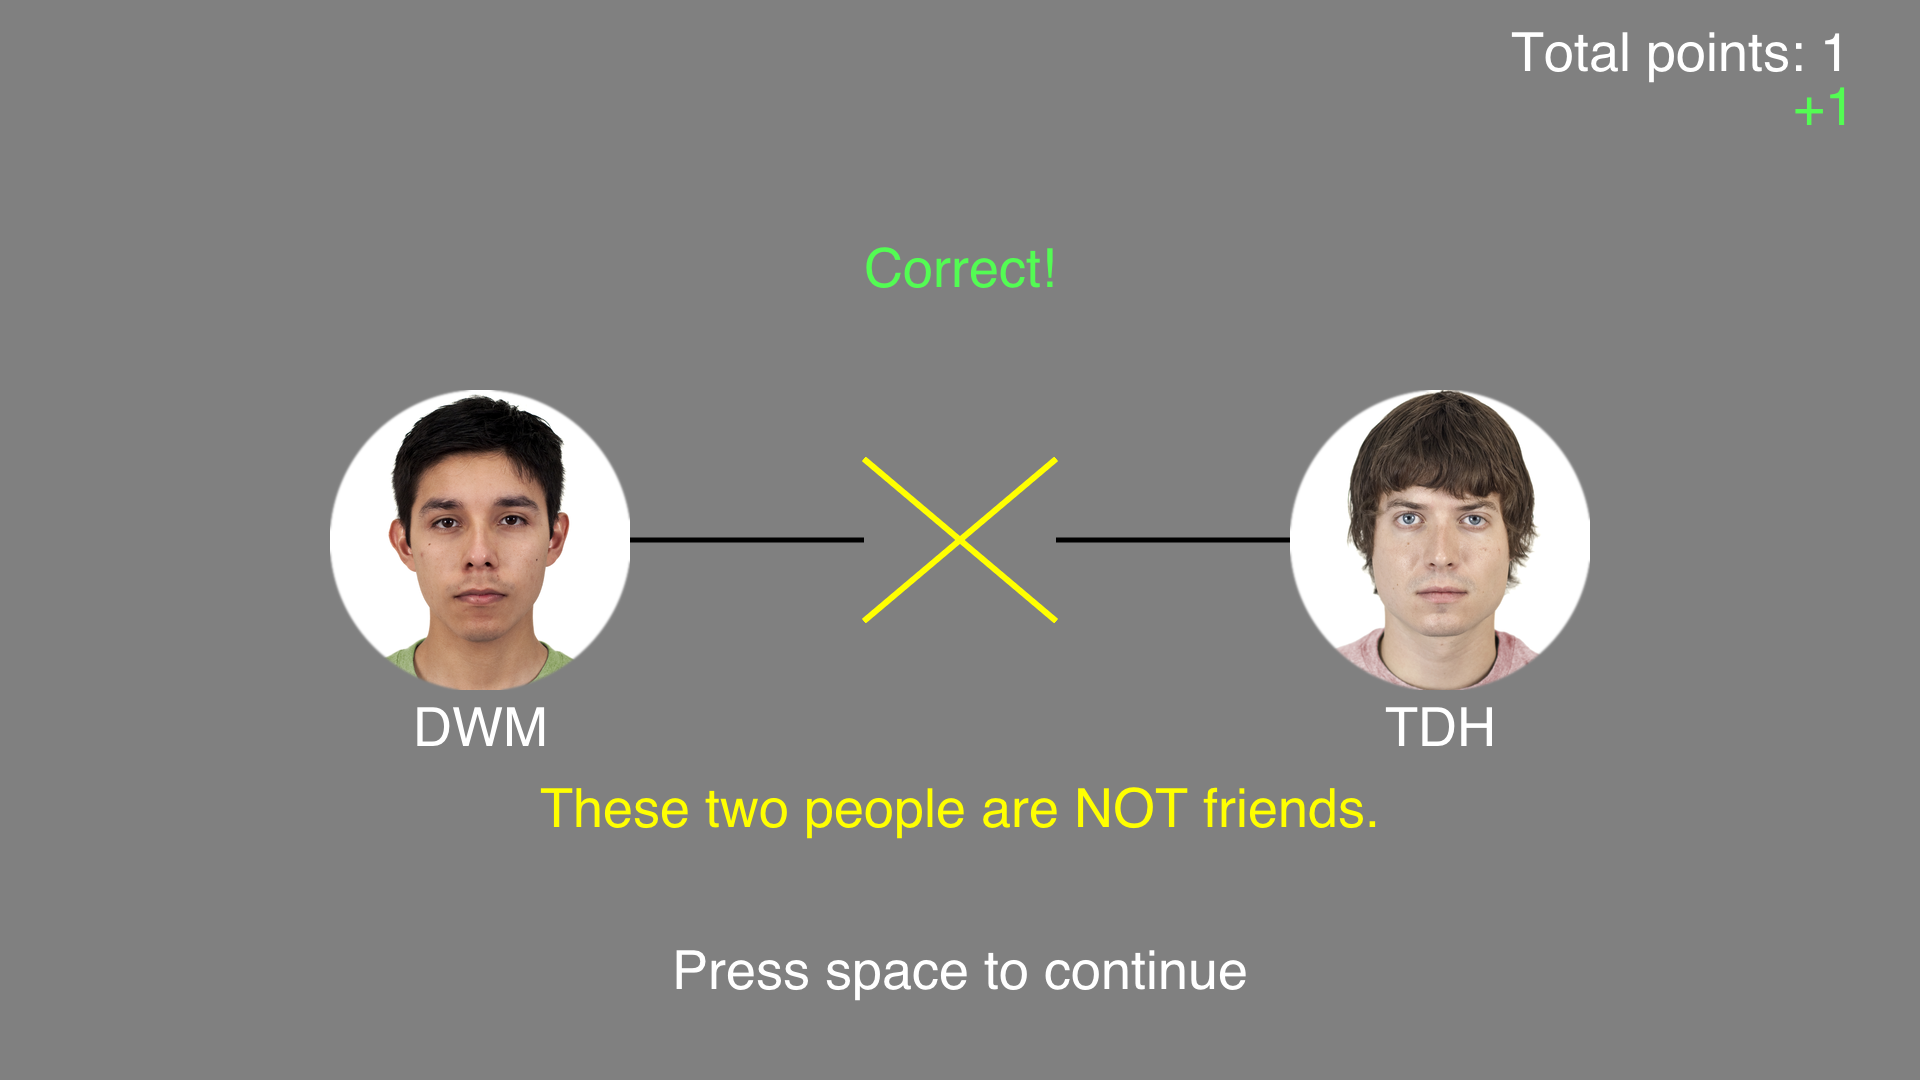 Total points: 1
+1
Correct!
DWM
TDH
These two people are NOT friends.
Press space to continue